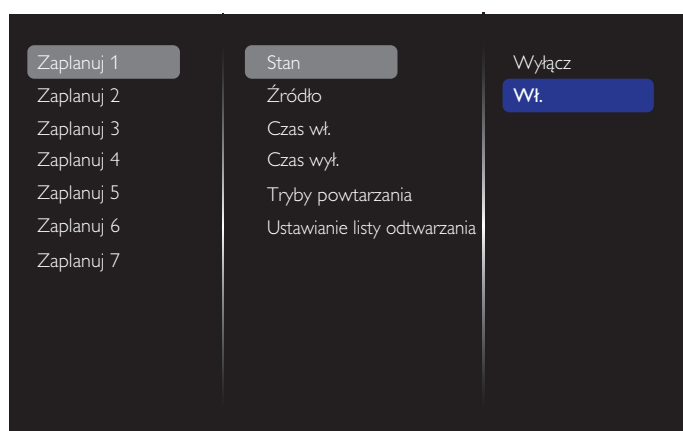 Zaplanuj 1
Zaplanuj 2
Zaplanuj 3
Zaplanuj 4
Zaplanuj 5
Zaplanuj 6
Zaplanuj 7
Stan
Źródło
Czas wł.
Czas wył.
Tryby powtarzania
Ustawianie listy odtwarzania
Wyłącz
Wł.